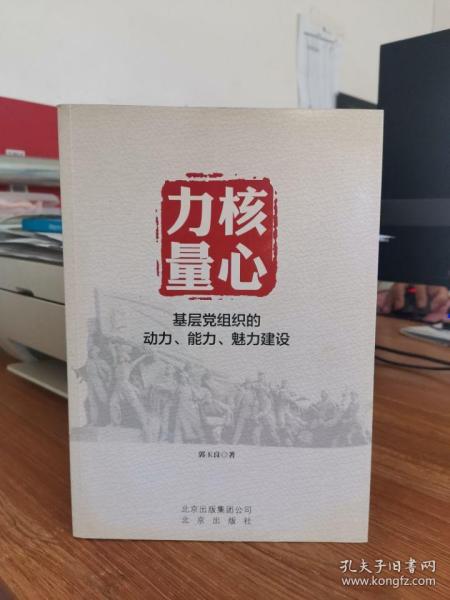 核心
力量
基层党组织的
动力、能力、魅力建设
郭玉良◎著
北京出版集团公司
北京出版社
孔夫子旧书网
www.kongfz.com